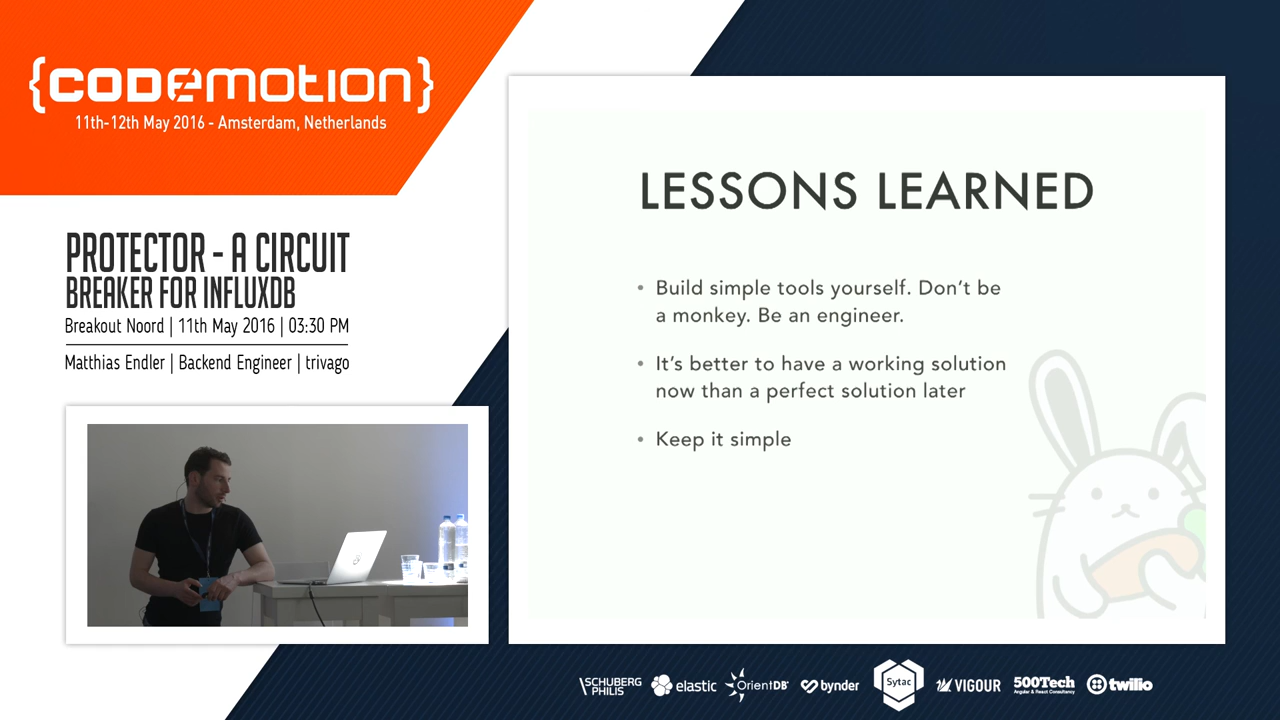 {codemotion}
11th-12th May 2016 - Amsterdam, Netherlands
PROTECTOR - A CIRCUIT
BREAKER FOR INFLUXDB
Breakout Noord | 11th May 2016 | 03:30 PM
Matthias Endler | Backend Engineer | trivago
LESSONS LEARNED
• Build simple tools yourself. Don't be
a monkey. Be an engineer.
• It's better to have a working solution
now than a perfect solution later
• Keep it simple
SCHUBERG
PHILIS
elastic
OrientDB
bynder
Sytac
VIGOUR
500Tech
Angular & React Consultancy
twilio